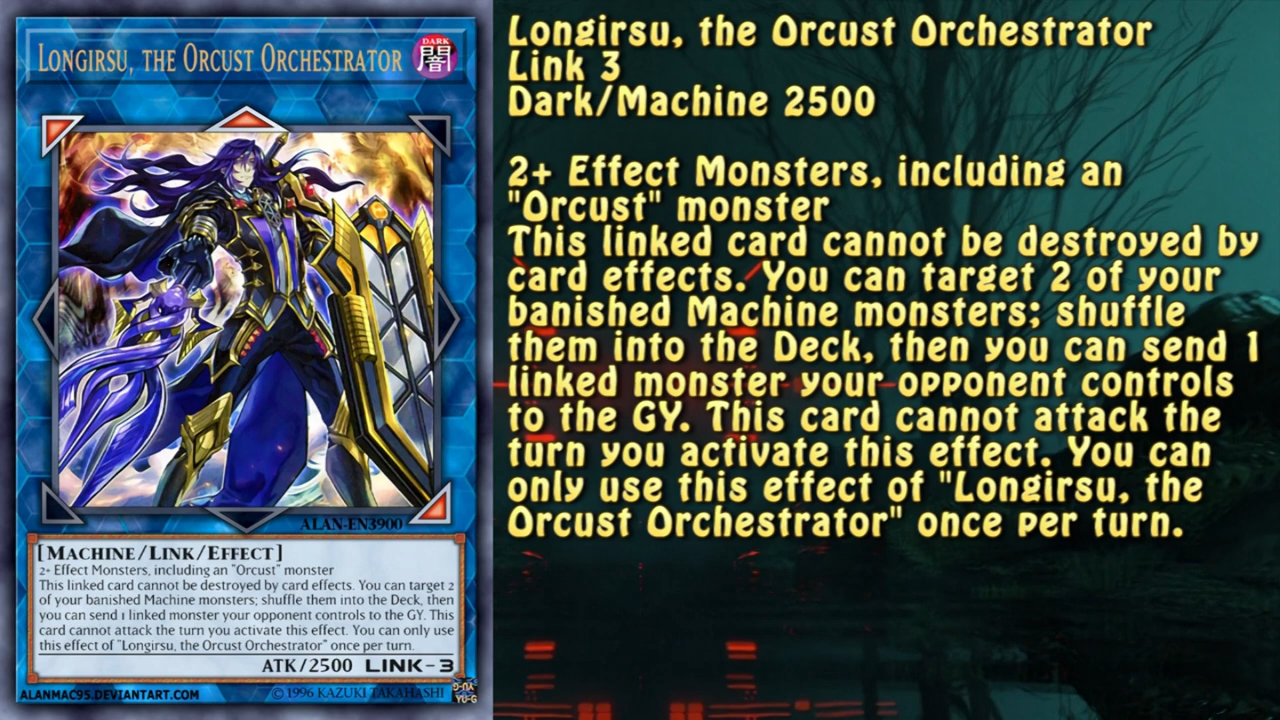 Longirsu, the Orcust Orchestrator
DARK
闇
ALAN-EN3900
[Machine/Link/Effect]
2+ Effect Monsters, including an "Orcust" monster
This linked card cannot be destroyed by card effects. You can target 2
of your banished Machine monsters; shuffle them into the Deck, then
you can send 1 linked monster your opponent controls to the GY. This
card cannot attack the turn you activate this effect. You can only use
this effect of "Longirsu, the Orcust Orchestrator" once per turn.
ATK/2500 LINK-3
ALANMAC95.DEVIANTART.COM
© 1996 KAZUKI TAKAHASHI
Longirsu, the Orcust Orchestrator
Link 3
Dark/Machine 2500
2+ Effect Monsters, including an
"Orcust" monster
This linked card cannot be destroyed by
card effects. You can target 2 of your
banished Machine monsters; shuffle
them into the Deck, then you can send 1
linked monster your opponent controls
to the GY. This card cannot attack the
turn you activate this effect. You can
only use this effect of "Longirsu, the
Orcust Orchestrator" once per turn.